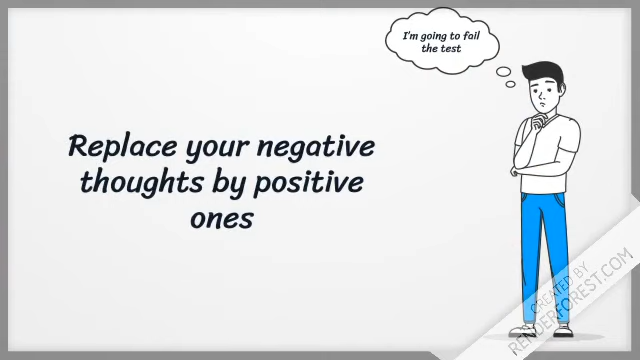 I'm going to fail
the test
Replace your negative
thoughts by positive
ones
CREATED BY
RENDERFOREST.COM